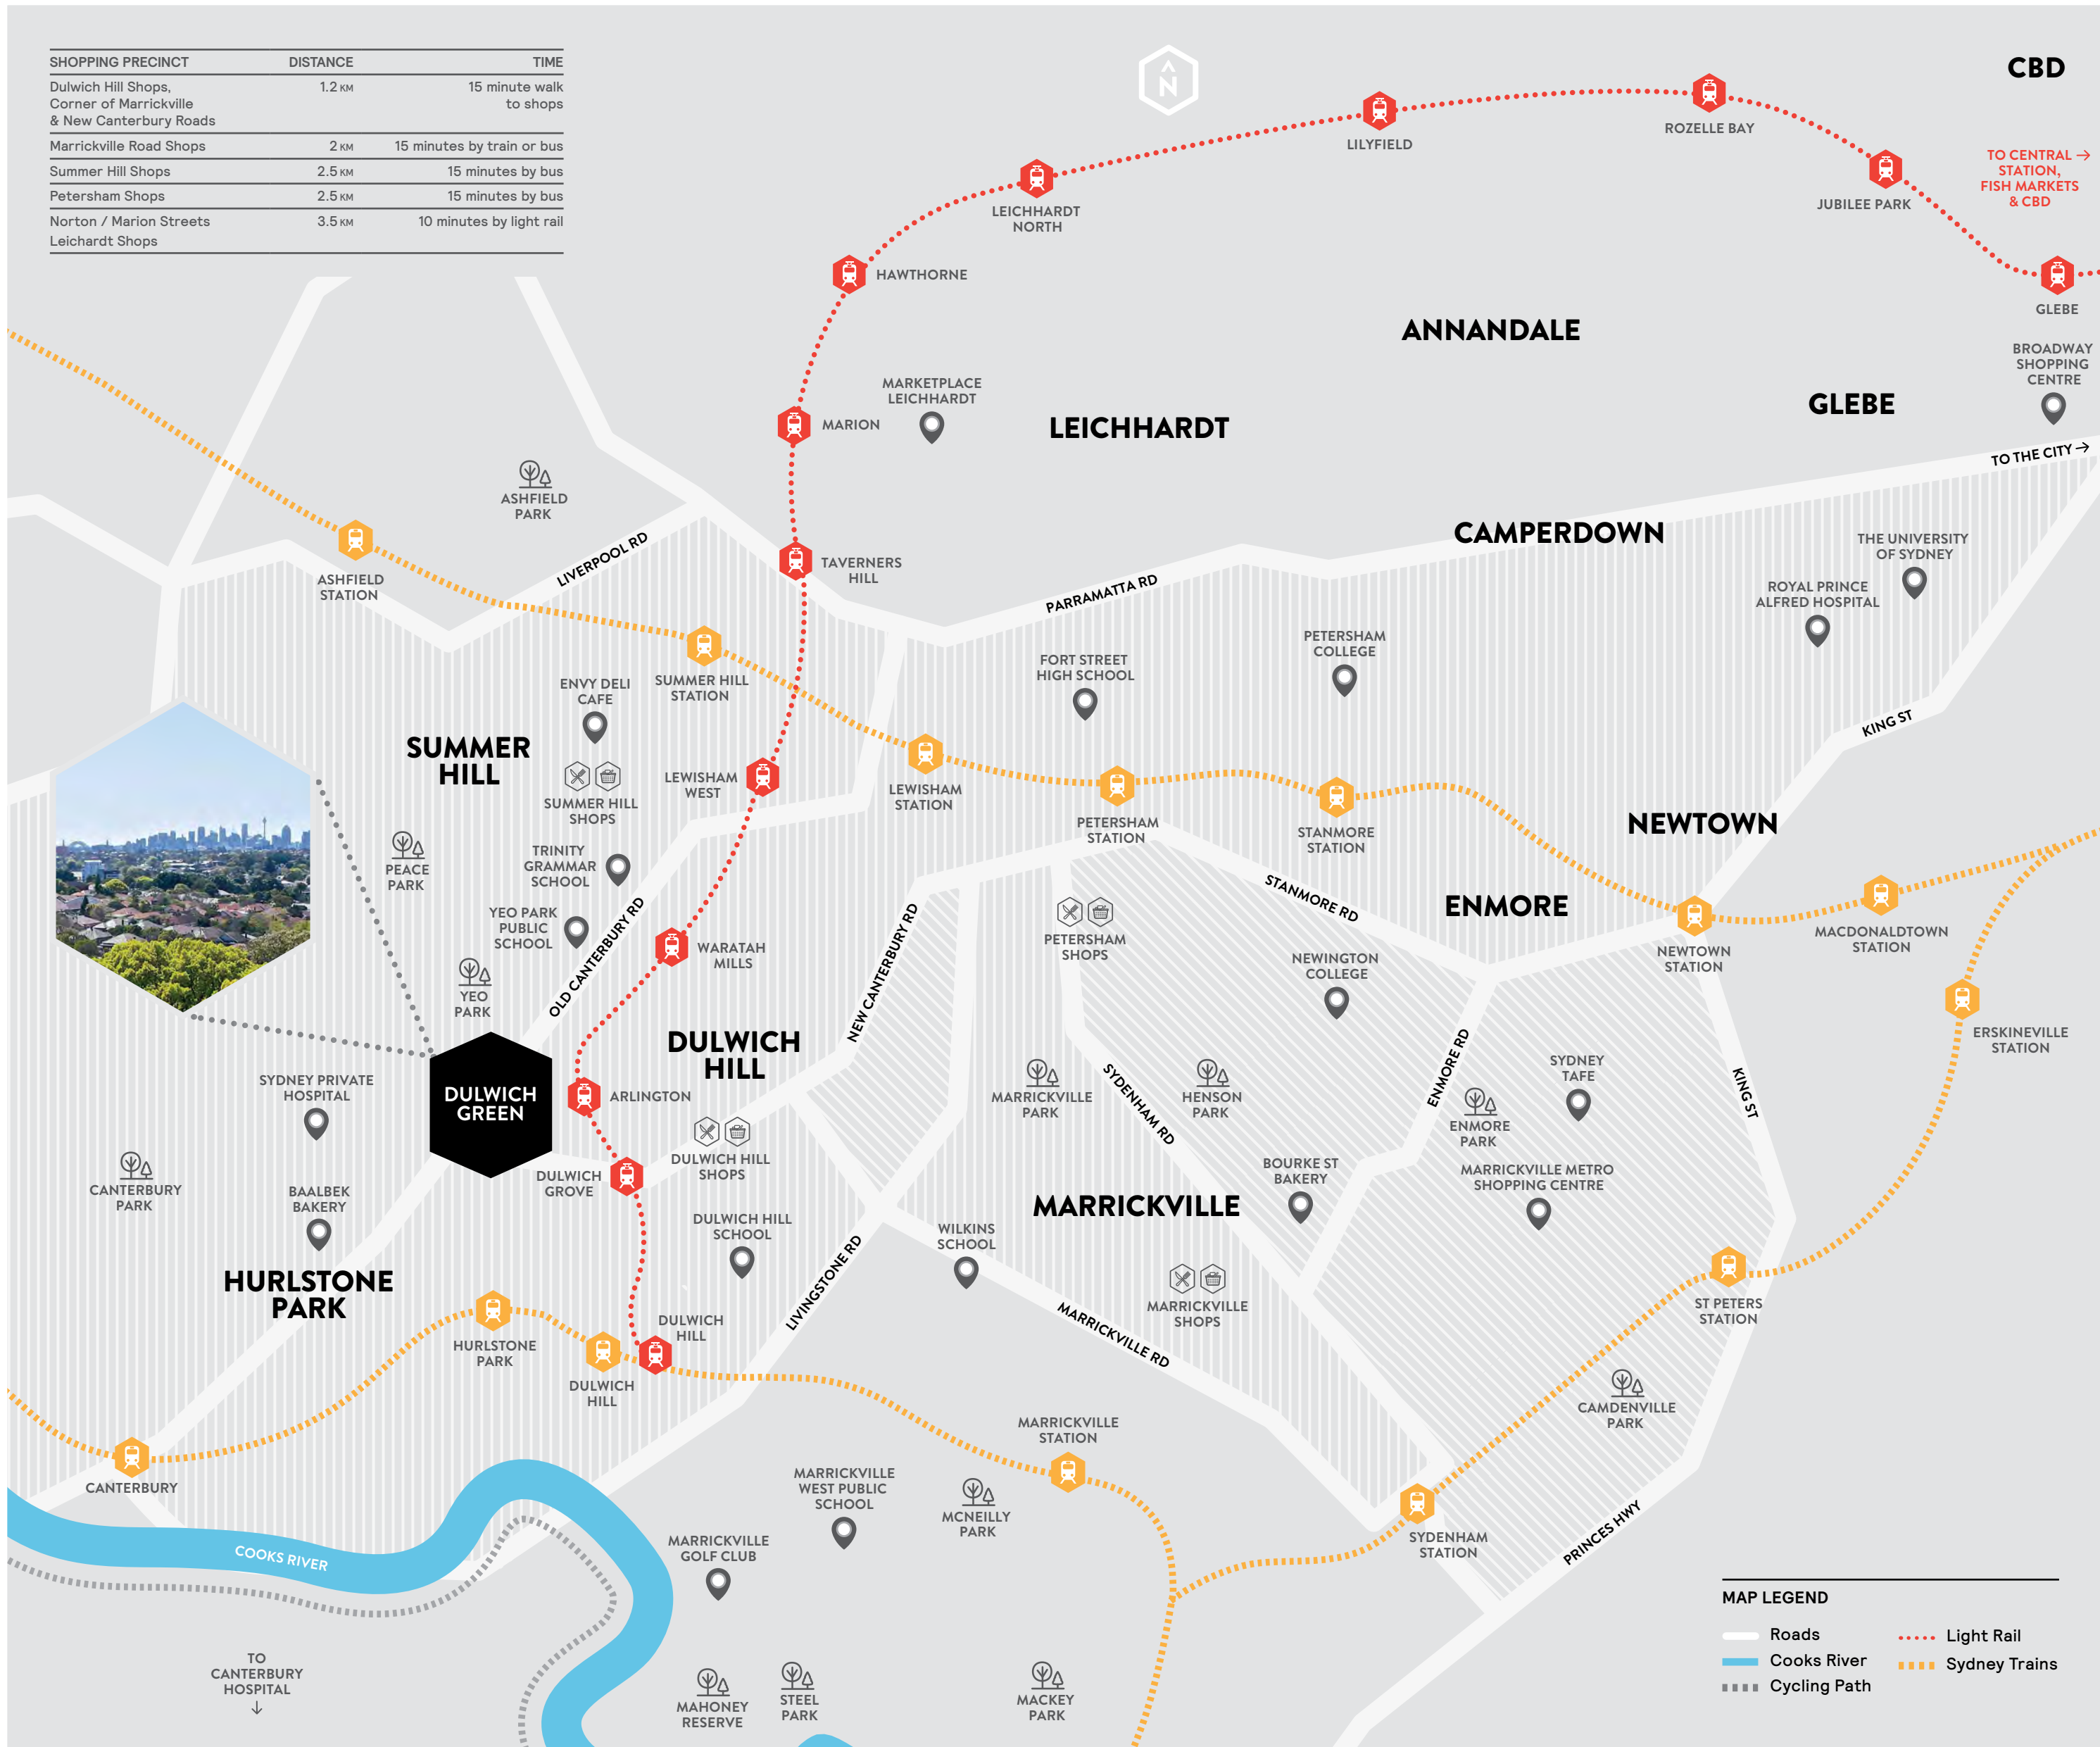 SHOPPING PRECINCT DISTANCE TIME
Dulwich Hill Shops, 1.2 KM 15 minute walk
Corner of Marrickville to shops
& New Canterbury Roads
Marrickville Road Shops 2 KM 15 minutes by train or bus
Summer Hill Shops 2.5 KM 15 minutes by bus
Petersham Shops 2.5 KM 15 minutes by bus
Norton / Marion Streets 3.5 KM 10 minutes by light rail
Leichardt Shops
N
CBD
ROZELLE BAY
LILYFIELD
TO CENTRAL →
STATION,
FISH MARKETS
& CBD
JUBILEE PARK
LEICHHARDT
NORTH
HAWTHORNE
GLEBE
ANNANDALE
BROADWAY
SHOPPING
CENTRE
MARKETPLACE
LEICHHARDT
GLEBE
MARION
LEICHHARDT
TO THE CITY →
ASHFIELD
PARK
CAMPERDOWN
THE UNIVERSITY
OF SYDNEY
LIVERPOOL RD
TAVERNERS
HILL
ASHFIELD
STATION
PARRAMATTA RD
ROYAL PRINCE
ALFRED HOSPITAL
PETERSHAM
COLLEGE
FORT STREET
HIGH SCHOOL
SUMMER HILL
STATION
ENVY DELI
CAFE
KING ST
SUMMER
HILL
LEWISHAM
WEST
LEWISHAM
STATION
SUMMER HILL
SHOPS
PETERSHAM
STATION
STANMORE
STATION
NEWTOWN
PEACE
PARK
TRINITY
GRAMMAR
SCHOOL
STANMORE RD
ENMORE
YEO PARK
PUBLIC
SCHOOL
OLD CANTERBURY RD
WARATAH
MILLS
NEW CANTERBURY RD
PETERSHAM
SHOPS
NEWINGTON
COLLEGE
NEWTOWN
STATION
MACDONALDTOWN
STATION
YEO
PARK
ERSKINEVILLE
STATION
DULWICH
HILL
DULWICH
GREEN
ARLINGTON
SYDNEY PRIVATE
HOSPITAL
MARRICKVILLE
PARK
SYDENHAM RD
HENSON
PARK
ENMORE RD
ENMORE
PARK
SYDNEY
TAFE
KING ST
DULWICH HILL
SHOPS
DULWICH
GROVE
CANTERBURY
PARK
BAALBEK
BAKERY
BOURKE ST
BAKERY
MARRICKVILLE METRO
SHOPPING CENTRE
MARRICKVILLE
DULWICH HILL
SCHOOL
WILKINS
SCHOOL
LIVINGSTONE RD
HURLSTONE
PARK
MARRICKVILLE
SHOPS
MARRICKVILLE RD
ST PETERS
STATION
HURLSTONE
PARK
DULWICH
HILL
DULWICH
HILL
CAMDENVILLE
PARK
MARRICKVILLE
STATION
CANTERBURY
MARRICKVILLE
WEST PUBLIC
SCHOOL
MCNEILLY
PARK
SYDENHAM
STATION
PRINCES HWY
MARRICKVILLE
GOLF CLUB
COOKS RIVER
TO
CANTERBURY
HOSPITAL
↓
MAHONEY
RESERVE
STEEL
PARK
MACKEY
PARK
MAP LEGEND
Roads
Light Rail
Cooks River
Sydney Trains
Cycling Path